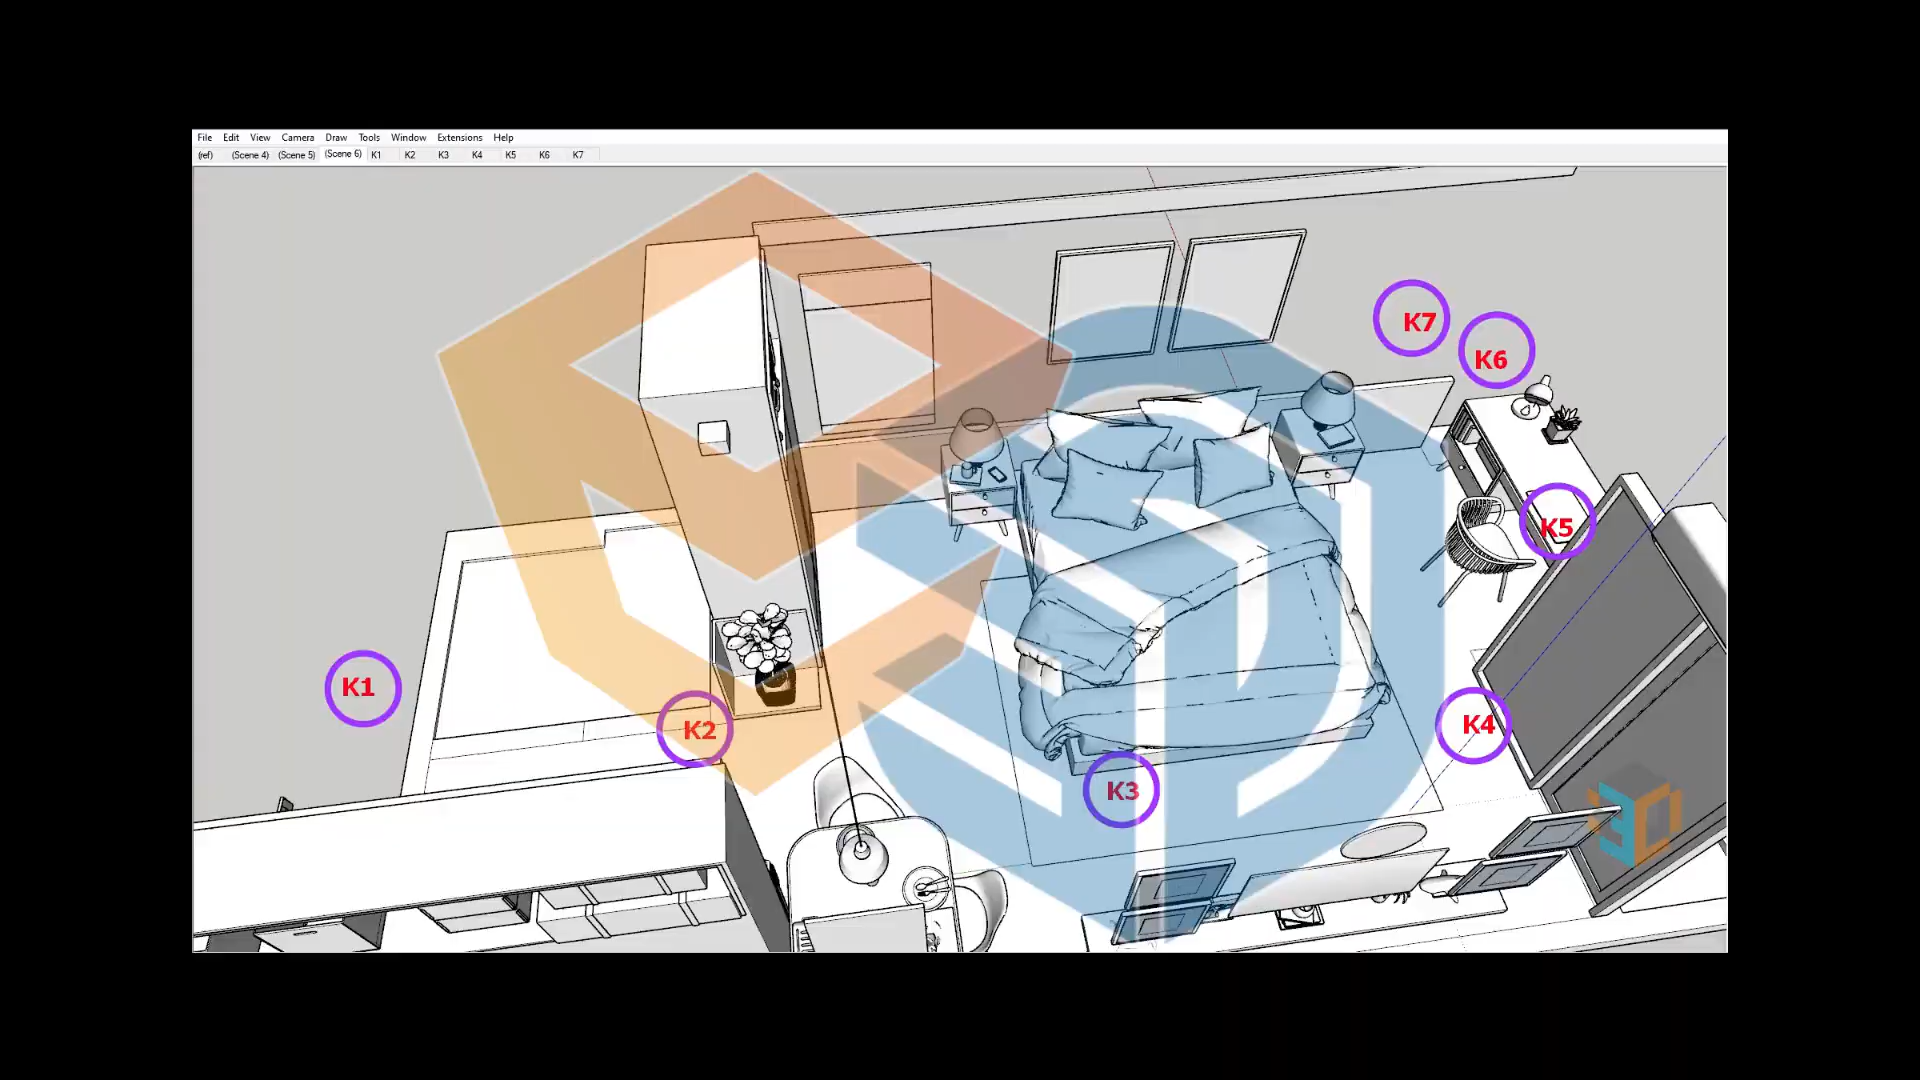 File Edit View Camera Draw Tools Window Extensions Help
(ref) (Scene 4) (Scene 5) (Scene 6) K1 K2 K3 K4 K5 K6 K7
K7
K6
K5
K1
K2
K4
K3
3D